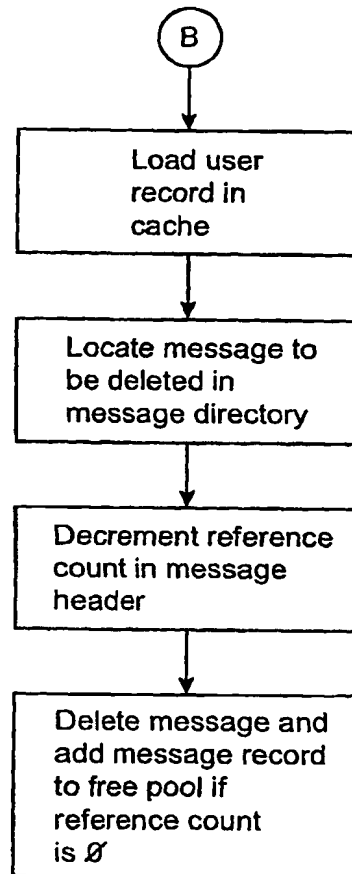 B
Load user
record in
cache
Locate message to
be deleted in
message directory
Decrement reference
count in message
header
Delete message and
add message record
to free pool if
reference count
is Ø